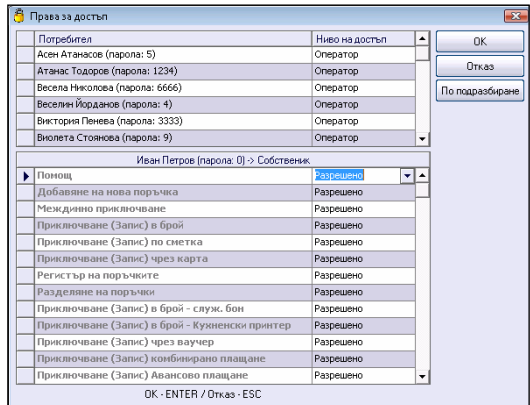 Права за достъп
Потребител Ниво на достъп
Асен Атанасов (парола: 5) Оператор
Атанас Тодоров (парола: 1234) Оператор
Весела Николова (парола: 6666) Оператор
Веселин Йорданов (парола: 4) Оператор
Виктория Пенева (парола: 3333) Оператор
Виолета Стоянова (парола: 9) Оператор
OK
Отказ
По подразбиране
Иван Петров (парола: 0) -> Собственик
Помощ Разрешено
Добавяне на нова поръчка Разрешено
Междинно приключване Разрешено
Приключване (Запис) в брой Разрешено
Приключване (Запис) по сметка Разрешено
Приключване (Запис) чрез карта Разрешено
Регистър на поръчките Разрешено
Разделяне на поръчки Разрешено
Приключване (Запис) в брой - служ. бон Разрешено
Приключване (Запис) в брой - Кухненски принтер Разрешено
Приключване (Запис) чрез ваучер Разрешено
Приключване (Запис) комбинирано плащане Разрешено
Приключване (Запис) Авансово плащане Разрешено
OK - ENTER / Отказ - ESC